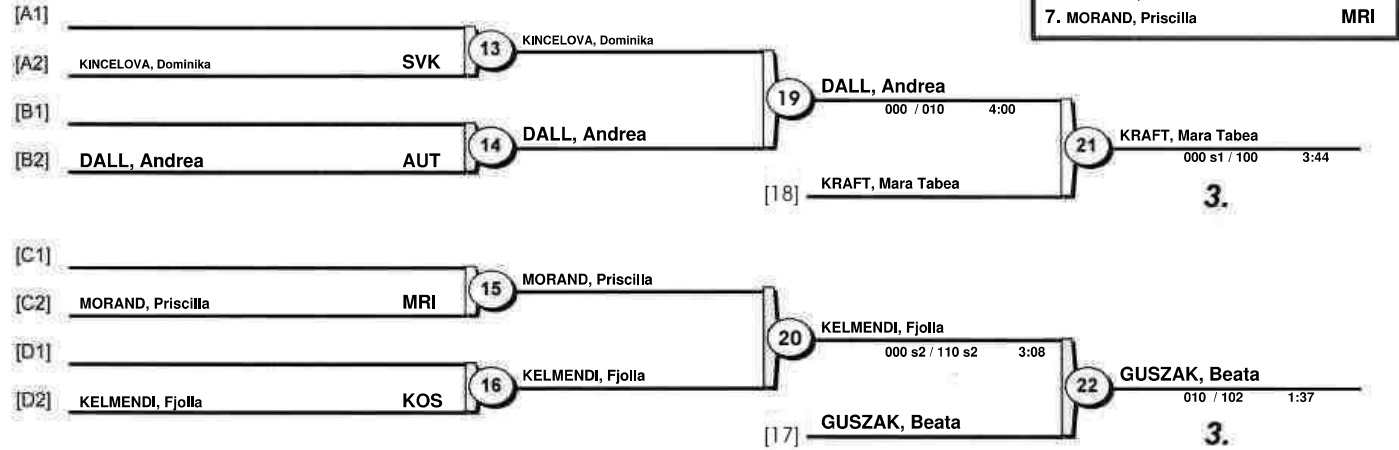 7. MORAND, Priscilla MRI
[A1]
13 KINCELOVA, Dominika
[A2] KINCELOVA, Dominika SVK
19 DALL, Andrea
000 / 010 4:00
[B1]
14 DALL, Andrea
[B2] DALL, Andrea AUT
21 KRAFT, Mara Tabea
000 s1 / 100 3:44
[18] KRAFT, Mara Tabea
3.
[C1]
15 MORAND, Priscilla
[C2] MORAND, Priscilla MRI
20 KELMENDI, Fjolla
000 s2 / 110 s2 3:08
[D1]
16 KELMENDI, Fjolla
[D2] KELMENDI, Fjolla KOS
22 GUSZAK, Beata
010 / 102 1:37
[17] GUSZAK, Beata
3.